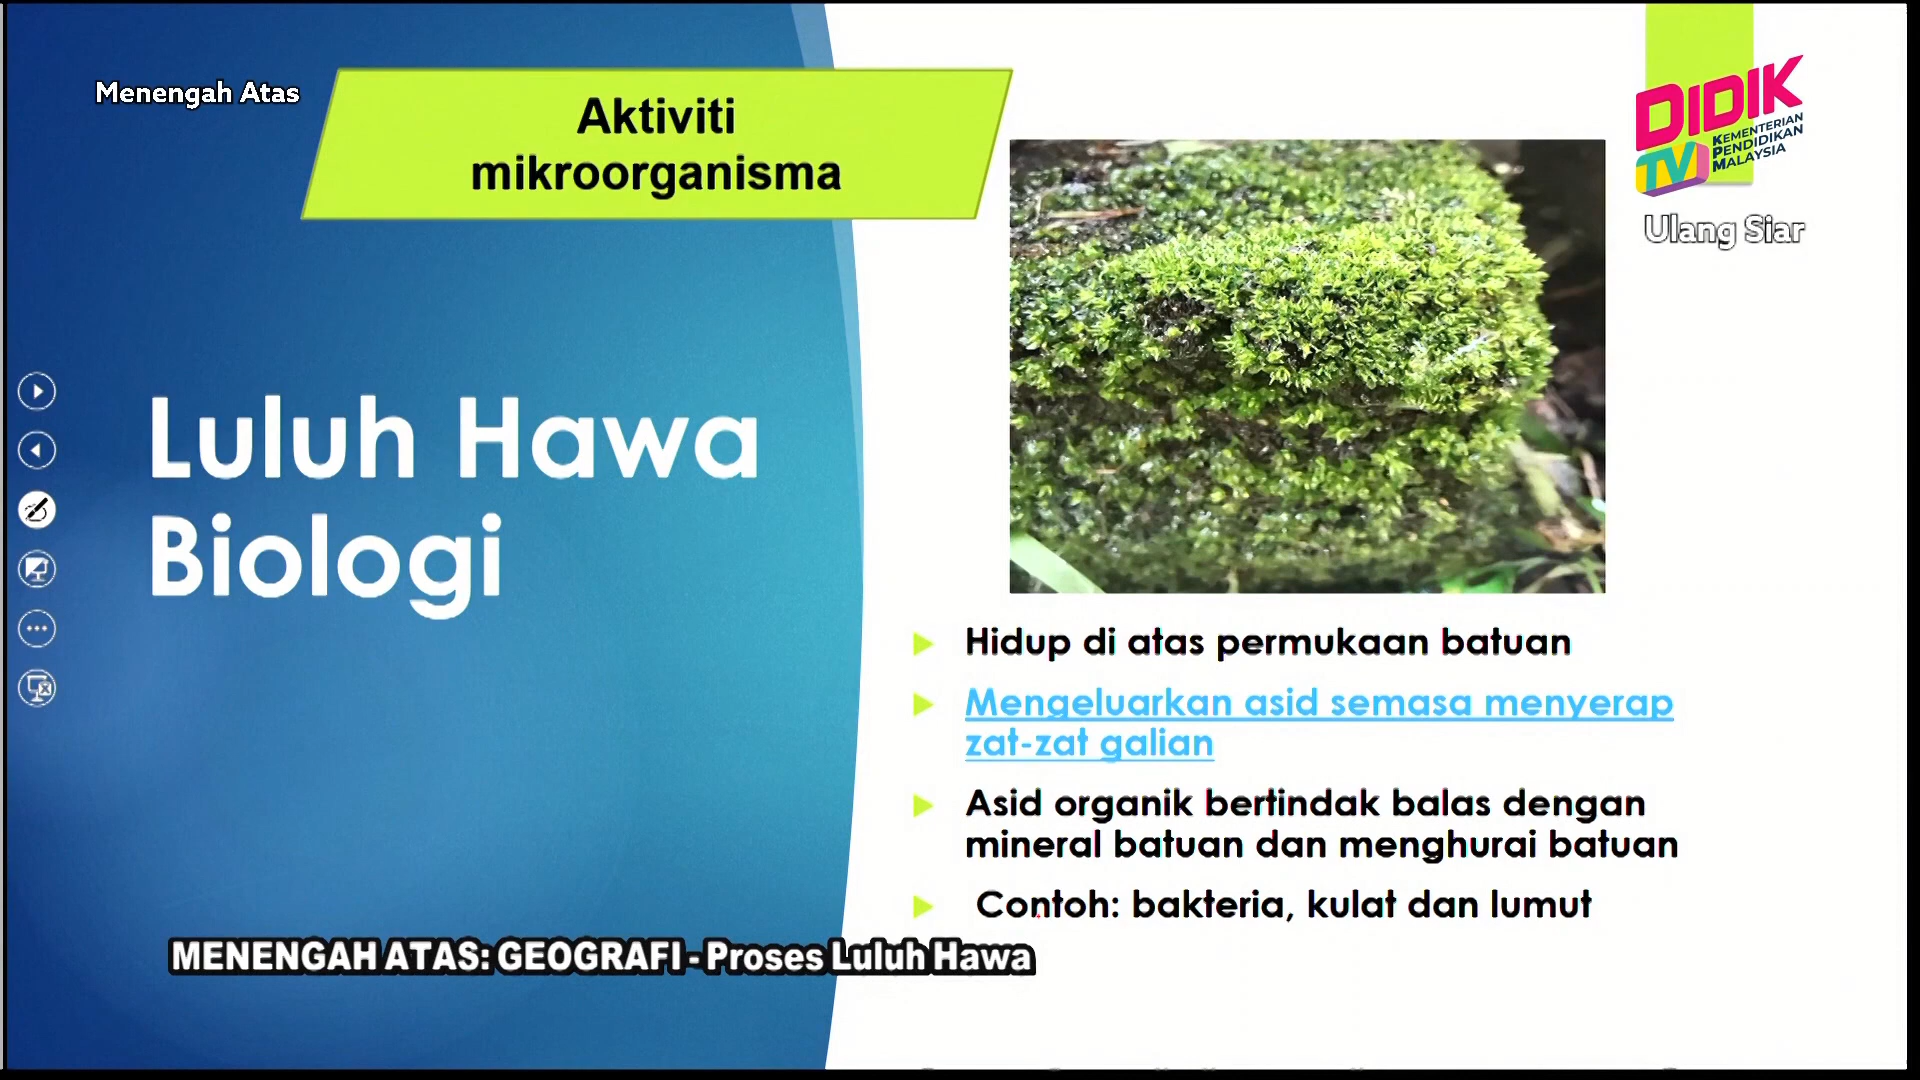 Menengah Atas
Aktiviti
mikroorganisma
DIDIK
TV
KEMENTERIAN
PENDIDIKAN
MALAYSIA
Ulang Siar
Luluh Hawa
Biologi
Hidup di atas permukaan batuan
Mengeluarkan asid semasa menyerap
zat-zat galian
Asid organik bertindak balas dengan
mineral batuan dan menghurai batuan
Contoh: bakteria, kulat dan lumut
MENENGAH ATAS: GEOGRAFI - Proses Luluh Hawa